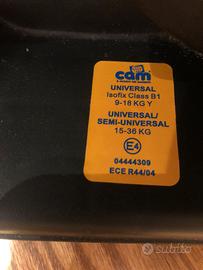 cam
UNIVERSAL
Isofix Class B1
9-18 KG Y
UNIVERSAL/
SEMI-UNIVERSAL
15-36 KG
E4
04444309
ECE R44/04
subito